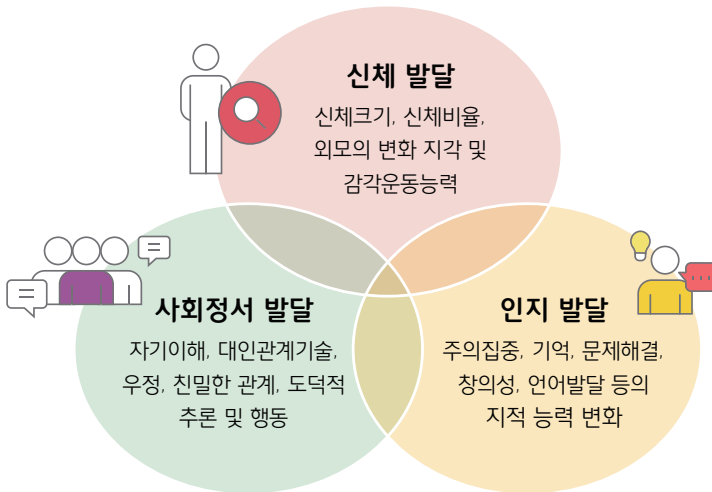 신체 발달
신체크기, 신체비율,
외모의 변화 지각 및
감각운동능력
사회정서 발달
자기이해, 대인관계기술,
우정, 친밀한 관계, 도덕적
추론 및 행동
인지 발달
주의집중, 기억, 문제해결,
창의성, 언어발달 등의
지적 능력 변화